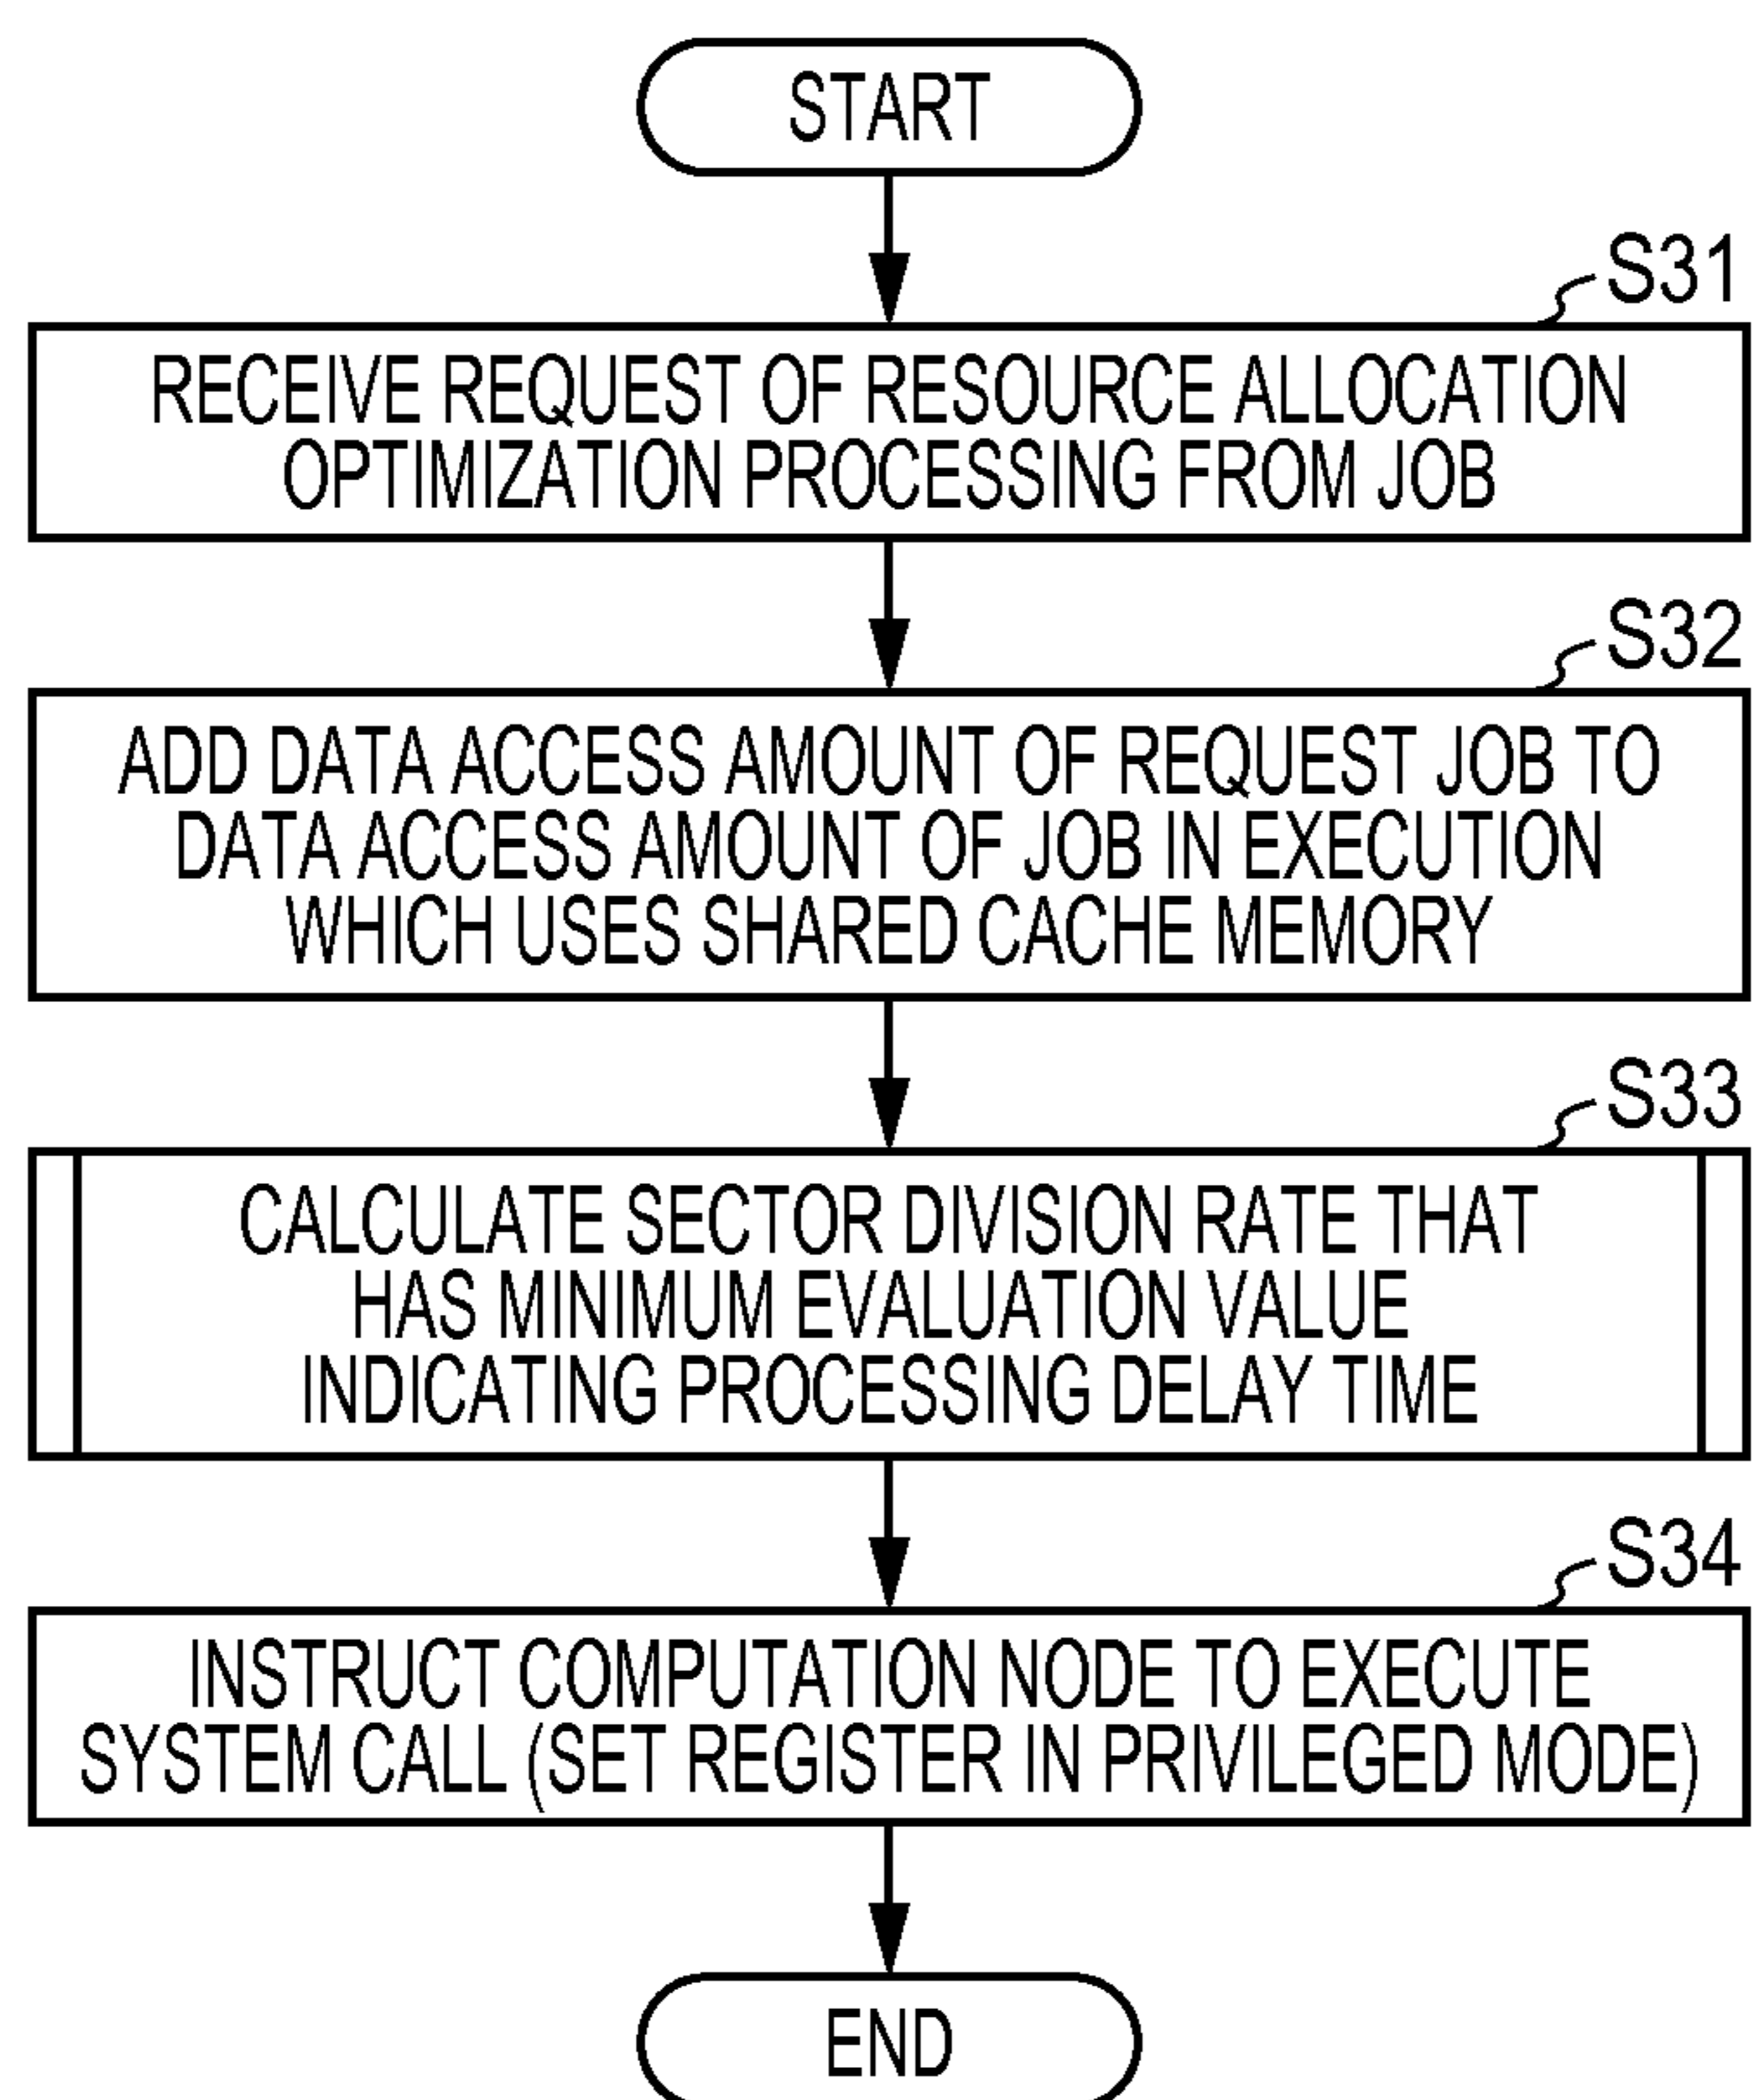 START
S31
RECEIVE REQUEST OF RESOURCE ALLOCATION
OPTIMIZATION PROCESSING FROM JOB
S32
ADD DATA ACCESS AMOUNT OF REQUEST JOB TO
DATA ACCESS AMOUNT OF JOB IN EXECUTION
WHICH USES SHARED CACHE MEMORY
S33
CALCULATE SECTOR DIVISION RATE THAT
HAS MINIMUM EVALUATION VALUE
INDICATING PROCESSING DELAY TIME
S34
INSTRUCT COMPUTATION NODE TO EXECUTE
SYSTEM CALL (SET REGISTER IN PRIVILEGED MODE)
END